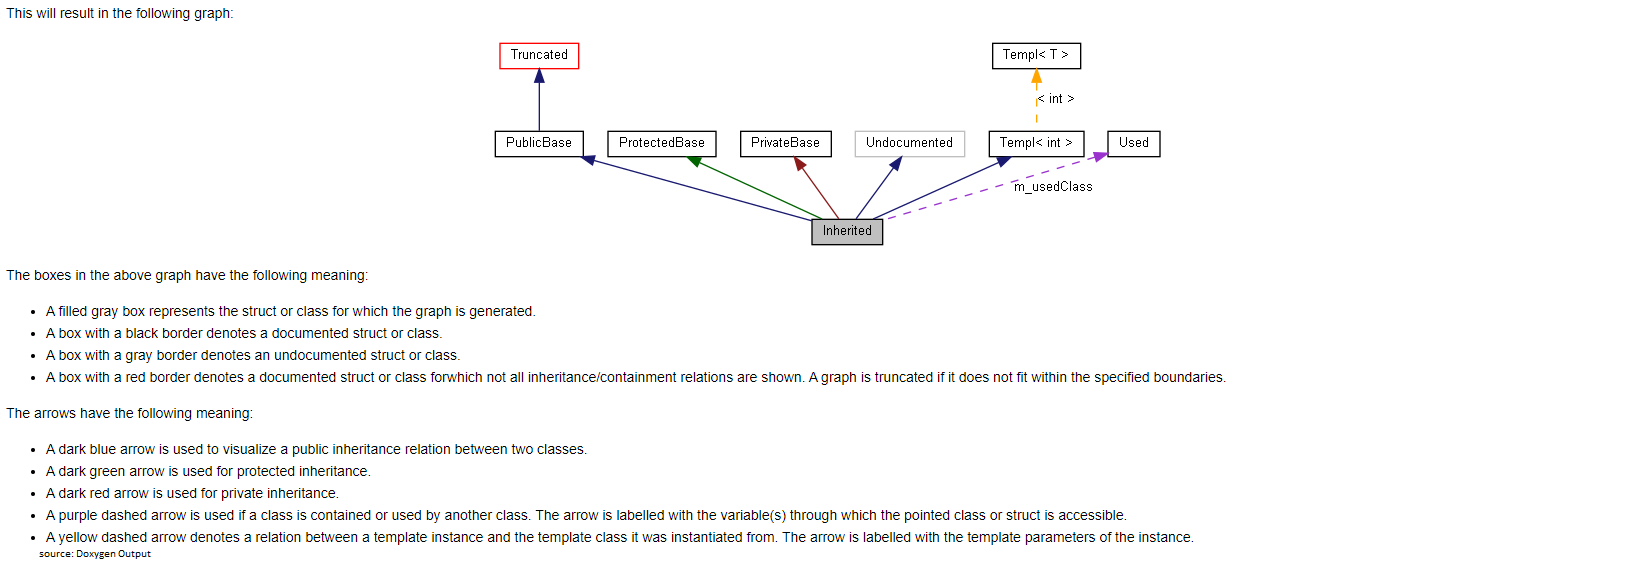 This will result in the following graph:
Truncated
Templ< T >
< int >
PublicBase
ProtectedBase
PrivateBase
Undocumented
Templ< int >
Used
m_usedClass
Inherited
The boxes in the above graph have the following meaning:
• A filled gray box represents the struct or class for which the graph is generated.
• A box with a black border denotes a documented struct or class.
• A box with a gray border denotes an undocumented struct or class.
• A box with a red border denotes a documented struct or class forwhich not all inheritance/containment relations are shown. A graph is truncated if it does not fit within the specified boundaries.
The arrows have the following meaning:
• A dark blue arrow is used to visualize a public inheritance relation between two classes.
• A dark green arrow is used for protected inheritance.
• A dark red arrow is used for private inheritance.
• A purple dashed arrow is used if a class is contained or used by another class. The arrow is labelled with the variable(s) through which the pointed class or struct is accessible.
• A yellow dashed arrow denotes a relation between a template instance and the template class it was instantiated from. The arrow is labelled with the template parameters of the instance.
source: Doxygen Output